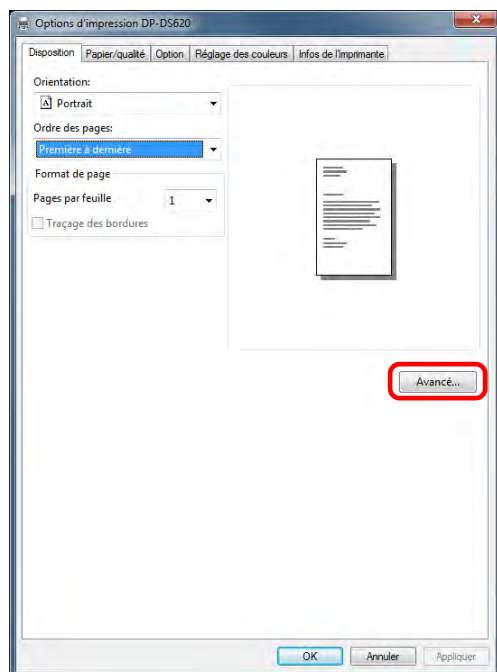 Options d'impression DP-DS620
Disposition Papier/qualité Option Réglage des couleurs Infos de l'imprimante
Orientation:
Portrait
Ordre des pages:
Première à dernière
Format de page
Pages par feuille 1
Traçage des bordures
Avancé...
OK Annuler Appliquer